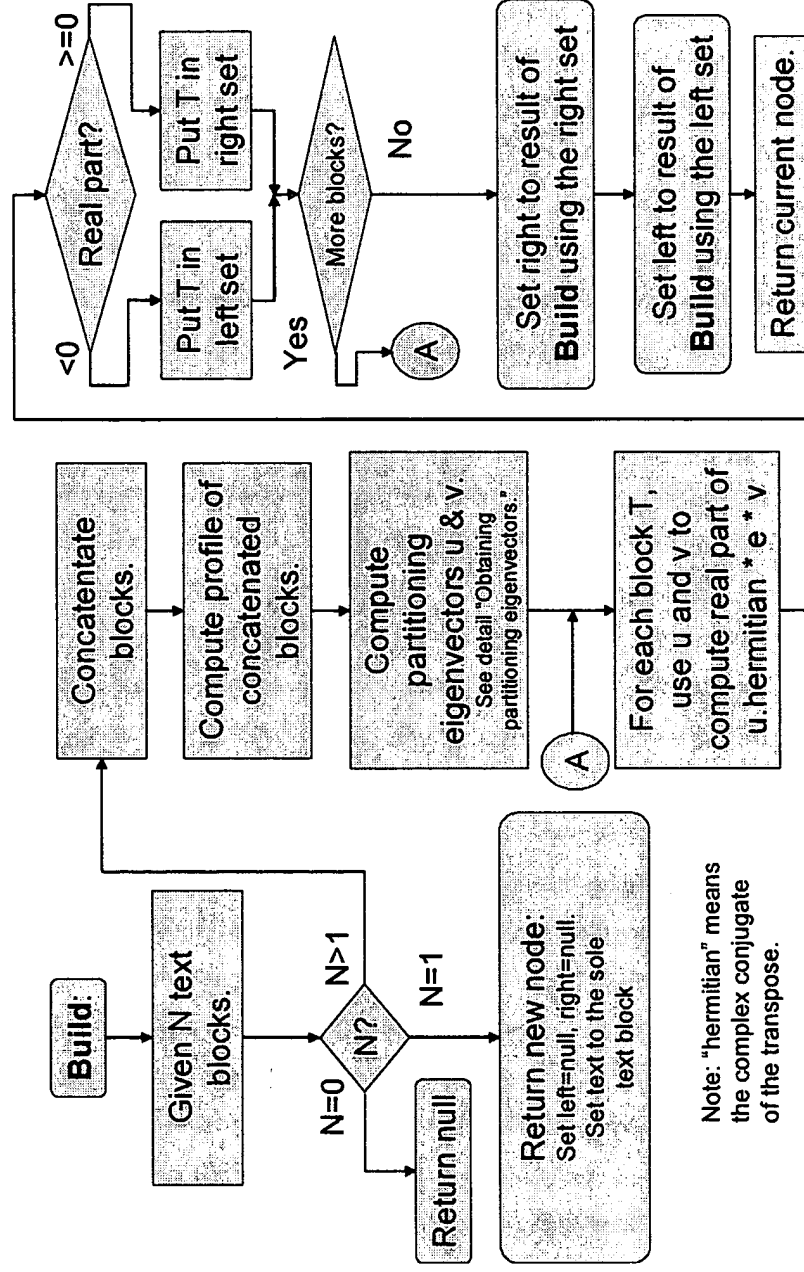 Build:
Given N text
blocks.
N?
N=0
N>1
N=1
Return null
Return new node:
Set left=null, right=null.
Set text to the sole
text block
Note: “hermitian” means
the complex conjugate
of the transpose.
Concatentate
blocks.
Compute profile of
concatenated
blocks.
Compute
partitioning
eigenvectors u & v.
See detail “Obtaining
partitioning eigenvectors.”
A
For each block T,
use u and v to
compute real part of
u.hermitian * e * v
Real part?
<0
>=0
Put T in
left set
Put T in
right set
More blocks?
Yes
No
A
Set right to result of
Build using the right set
Set left to result of
Build using the left set
Return current node.